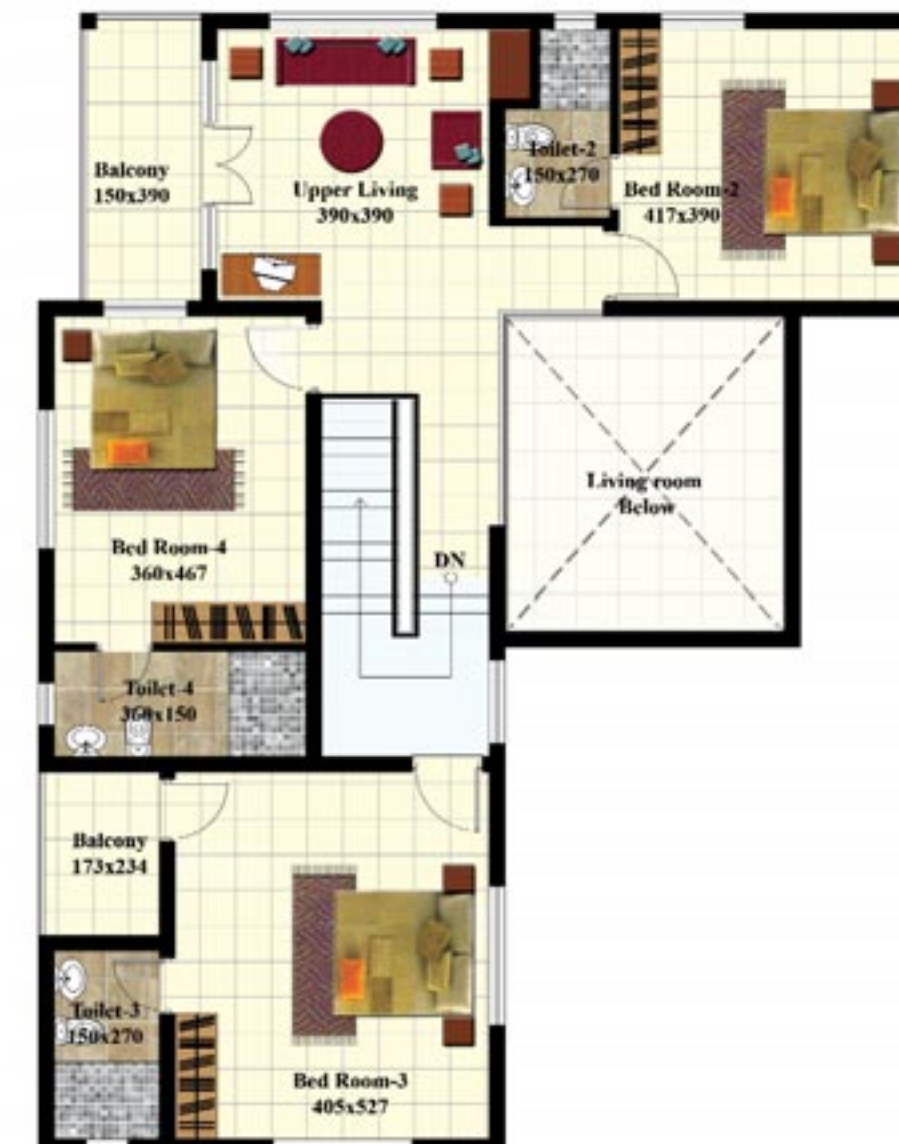 Balcony
150x390
Upper Living
390x390
Toilet-2
150x270
Bed Room-2
417x390
Living room
Below
Bed Room-4
360x467
DN
Toilet-4
360x150
Balcony
173x234
Toilet-3
150x270
Bed Room-3
405x527